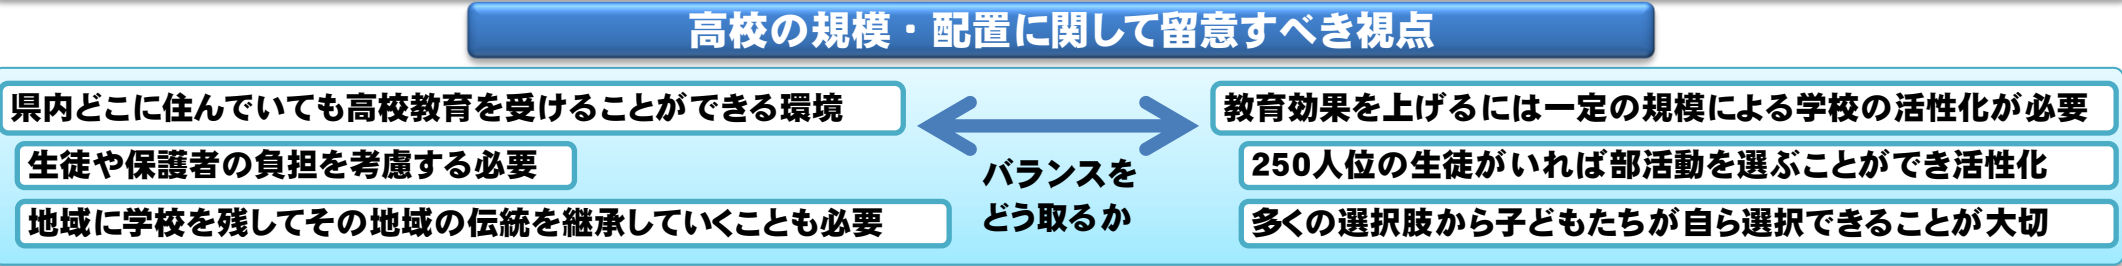 高校の規模・配置に関して留意すべき視点
県内どこに住んでいても高校教育を受けることができる環境
生徒や保護者の負担を考慮する必要
地域に学校を残してその地域の伝統を継承していくことも必要
バランスを
どう取るか
教育効果を上げるには一定の規模による学校の活性化が必要
250人位の生徒がいれば部活動を選ぶことができ活性化
多くの選択肢から子どもたちが自ら選択できることが大切